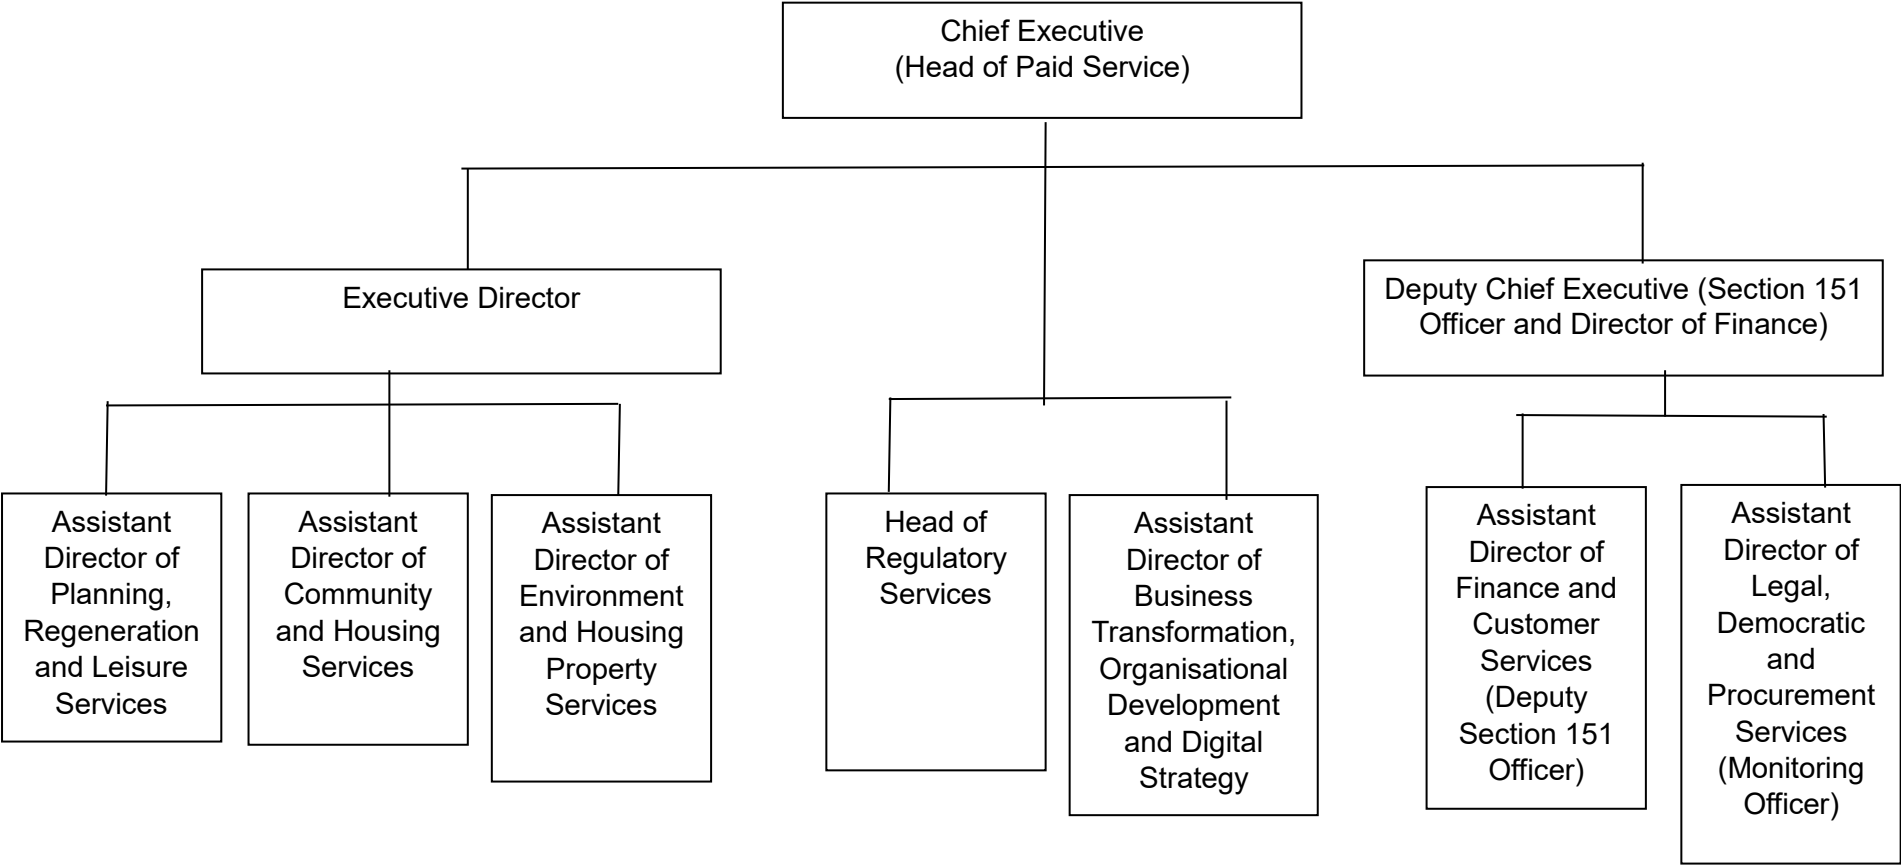 Chief Executive
(Head of Paid Service)
Executive Director
Deputy Chief Executive (Section 151
Officer and Director of Finance)
Assistant
Director of
Planning,
Regeneration
and Leisure
Services
Assistant
Director of
Community
and Housing
Services
Assistant
Director of
Environment
and Housing
Property
Services
Head of
Regulatory
Services
Assistant
Director of
Business
Transformation,
Organisational
Development
and Digital
Strategy
Assistant
Director of
Finance and
Customer
Services
(Deputy
Section 151
Officer)
Assistant
Director of
Legal,
Democratic
and
Procurement
Services
(Monitoring
Officer)